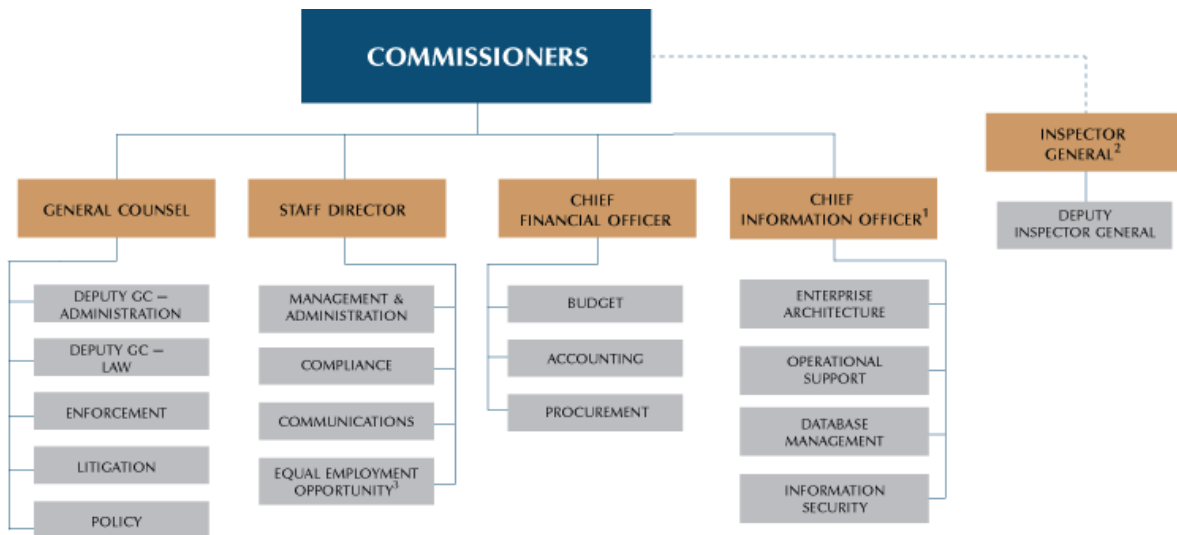 COMMISSIONERS
INSPECTOR
GENERAL²
DEPUTY
INSPECTOR GENERAL
GENERAL COUNSEL
DEPUTY GC —
ADMINISTRATION
DEPUTY GC —
LAW
ENFORCEMENT
LITIGATION
POLICY
STAFF DIRECTOR
MANAGEMENT &
ADMINISTRATION
COMPLIANCE
COMMUNICATIONS
EQUAL EMPLOYMENT
OPPORTUNITY³
CHIEF
FINANCIAL OFFICER
BUDGET
ACCOUNTING
PROCUREMENT
CHIEF
INFORMATION OFFICER¹
ENTERPRISE
ARCHITECTURE
OPERATIONAL
SUPPORT
DATABASE
MANAGEMENT
INFORMATION
SECURITY